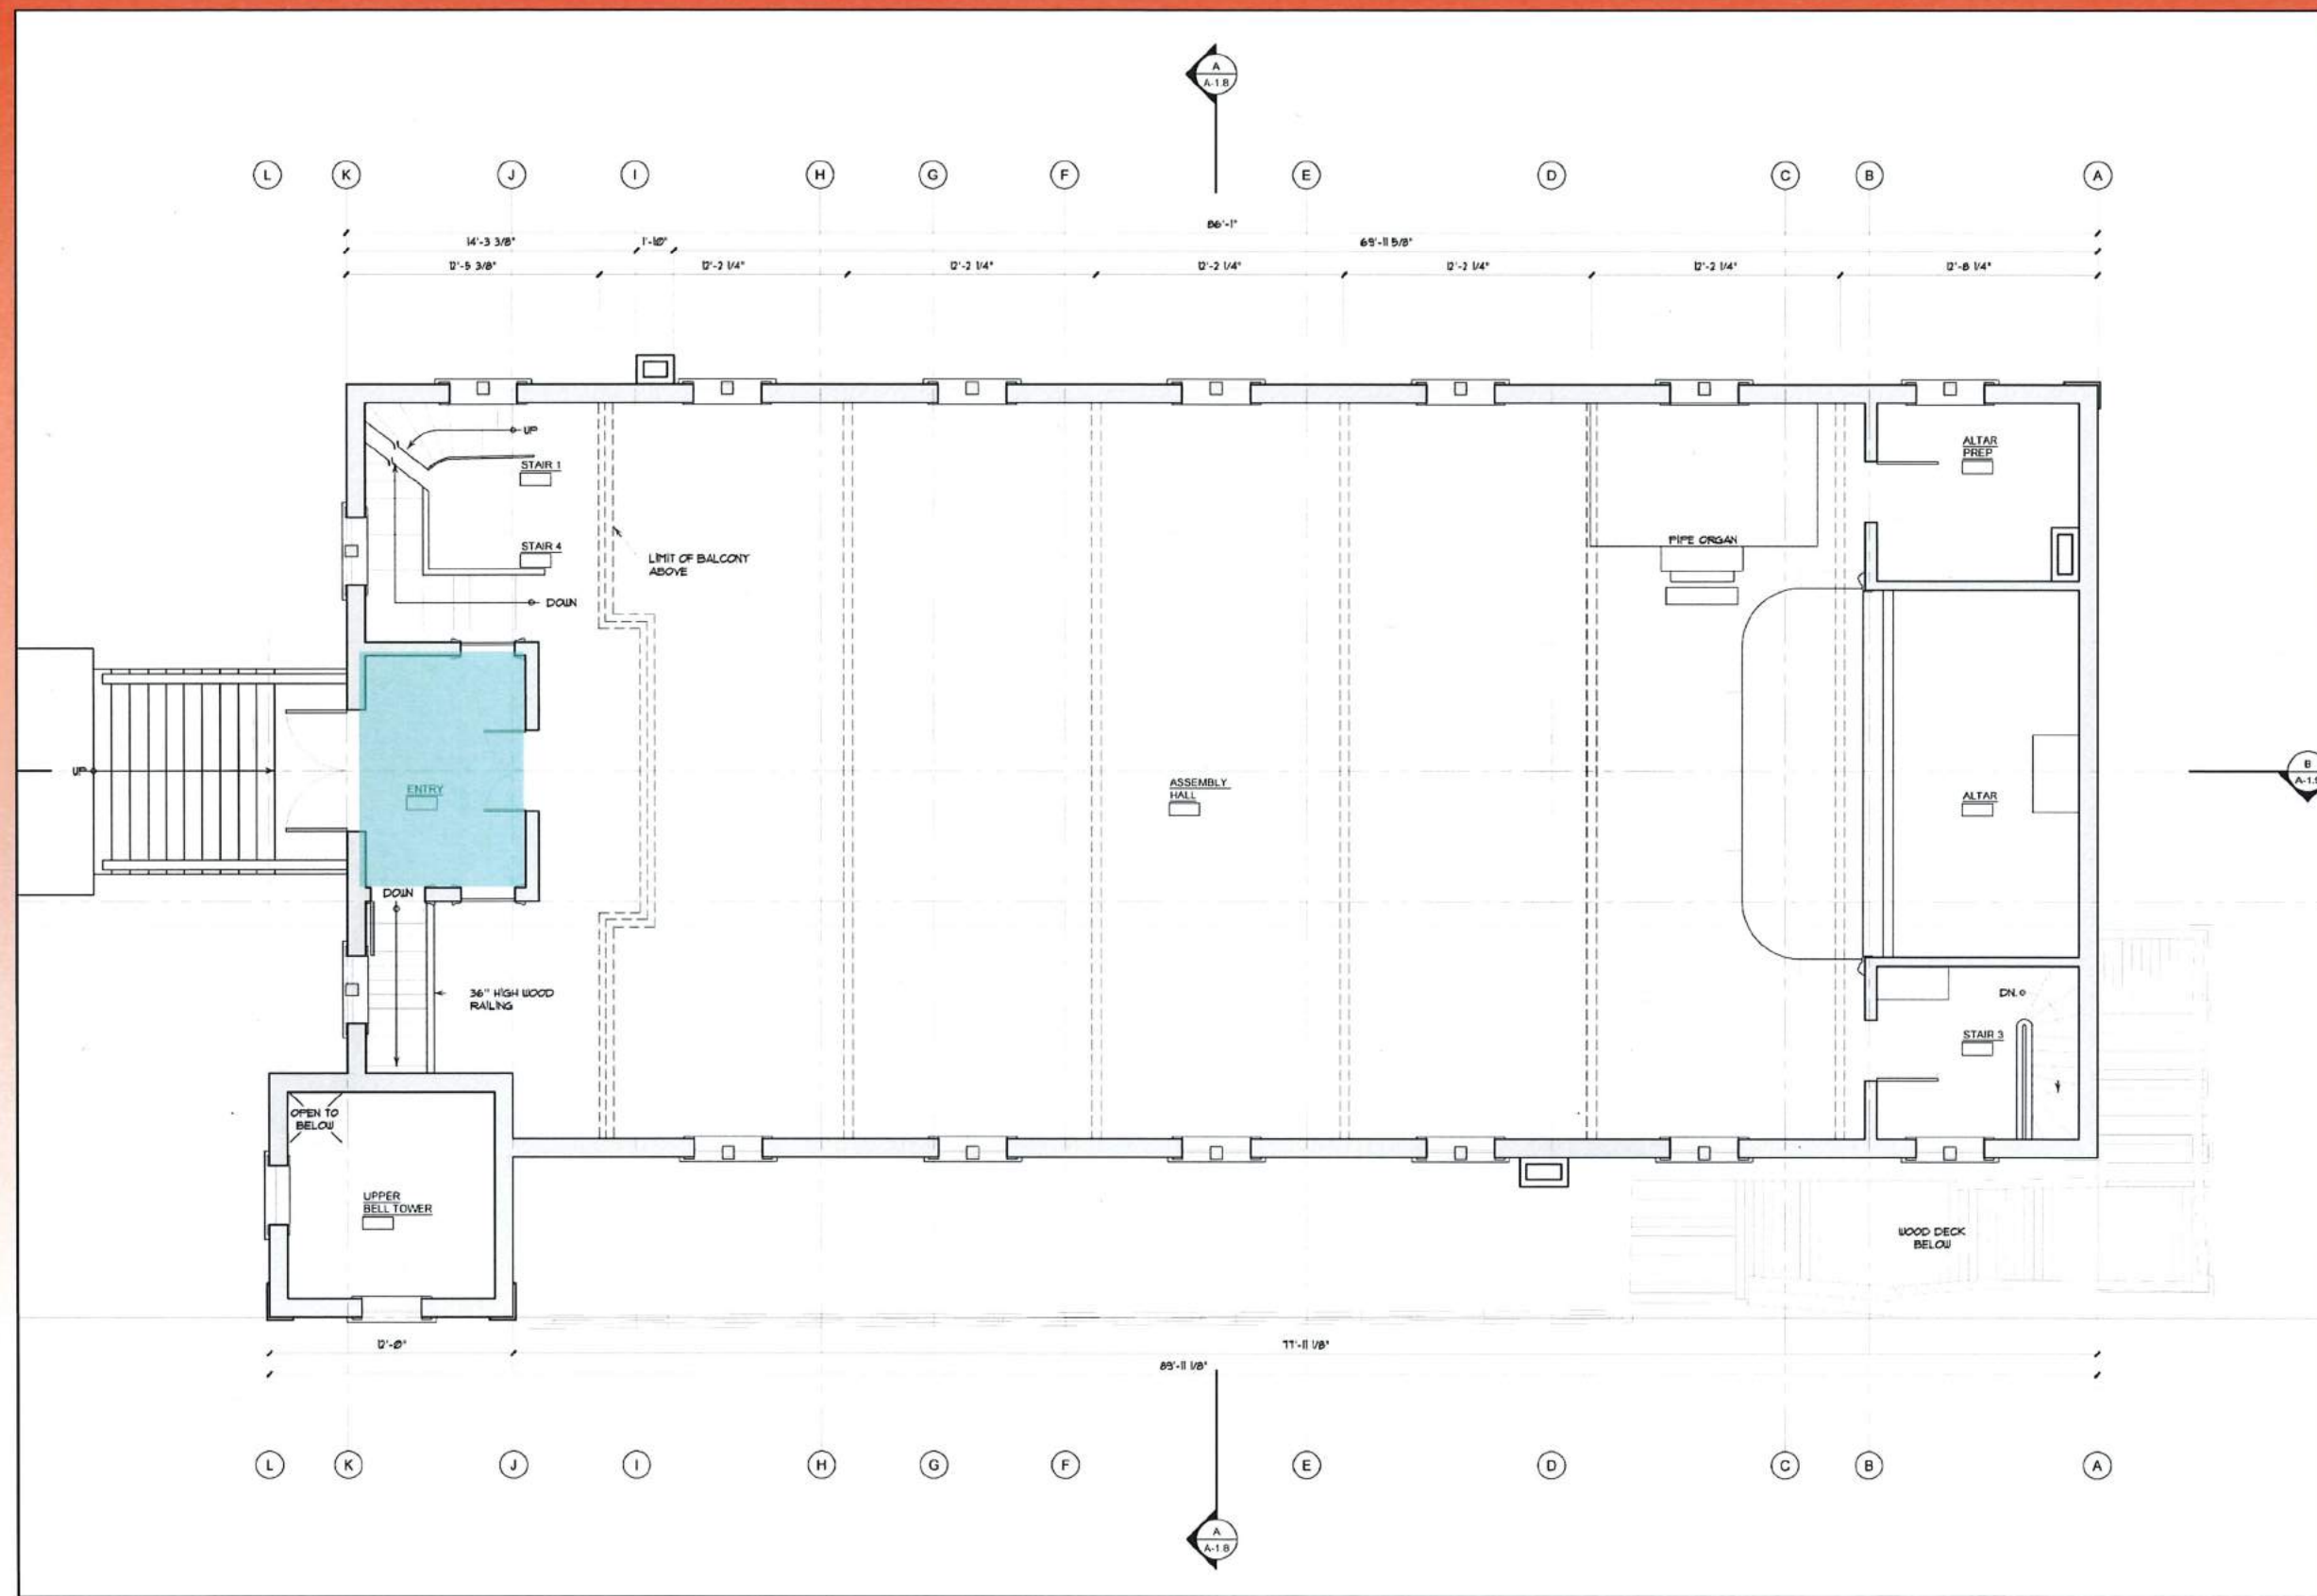 A
A-1.8
L K J I H G F E D C B A
86'-1"
14'-3 3/8" 1'-10" 69'-11 5/8"
12'-5 3/8" 12'-2 1/4" 12'-2 1/4" 12'-2 1/4" 12'-2 1/4" 12'-2 1/4" 12'-8 1/4"
UP
STAIR 1
ALTAR
PREP
STAIR 4
LIMIT OF BALCONY
ABOVE
PIPE ORGAN
DOWN
UP
ENTRY
ASSEMBLY
HALL
ALTAR
B
DOWN
36" HIGH WOOD
RAILING
DN.
STAIR 3
OPEN TO
BELOW
UPPER
BELL TOWER
WOOD DECK
BELOW
12'-0" 77'-11 1/8"
89'-11 1/8"
L K J I H G F E D C B A
A
A-1.8